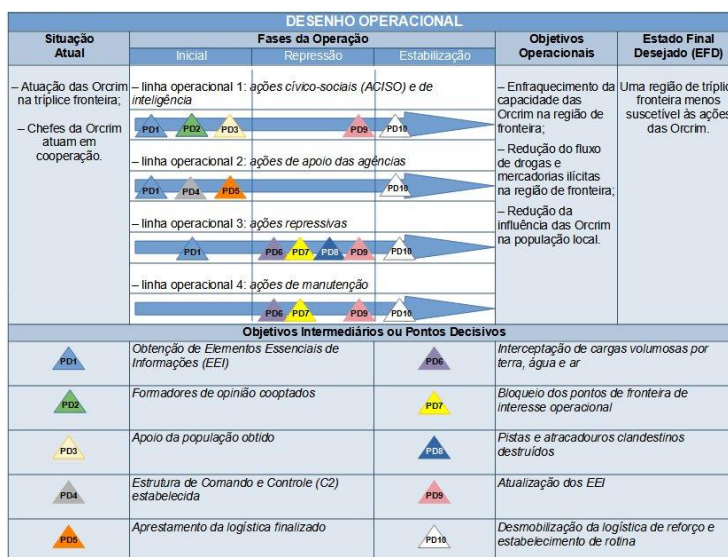 DESENHO OPERACIONAL
Situação
Atual
Fases da Operação
Inicial
Repressão
Estabilização
Objetivos
Operacionais
Estado Final
Desejado (EFD)
– Atuação das Orcrim
na tríplice fronteira;
– Chefes da Orcrim
atuam em
cooperação.
– linha operacional 1: ações cívico-sociais (ACISO) e de
inteligência
PD1 PD2 PD3 PD9 PD10
– linha operacional 2: ações de apoio das agências
PD1 PD4 PD5 PD10
– linha operacional 3: ações repressivas
PD1 PD6 PD7 PD8 PD9 PD10
– linha operacional 4: ações de manutenção
PD6 PD7 PD9 PD10
– Enfraquecimento da
capacidade das
Orcrim na região de
fronteira;
– Redução do fluxo
de drogas e
mercadorias ilícitas
na região de fronteira;
– Redução da
influência das Orcrim
na população local.
Uma região de tríplice
fronteira menos
suscetível às ações
das Orcrim.
Objetivos Intermediários ou Pontos Decisivos
PD1
Obtenção de Elementos Essenciais de
Informações (EEI)
PD6
Interceptação de cargas volumosas por
terra, água e ar
PD2
Formadores de opinião cooptados
PD7
Bloqueio dos pontos de fronteira de
interesse operacional
PD3
Apoio da população obtido
PD8
Pistas e atracadouros clandestinos
destruídos
PD4
Estrutura de Comando e Controle (C2)
estabelecida
PD9
Atualização dos EEI
PD5
Aprestamento da logística finalizado
PD10
Desmobilização da logística de reforço e
estabelecimento de rotina